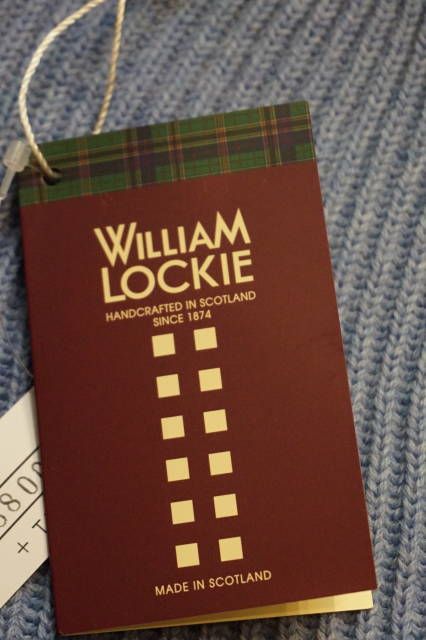 WILLIAM
LOCKIE
HANDCRAFTED IN SCOTLAND
SINCE 1874
MADE IN SCOTLAND